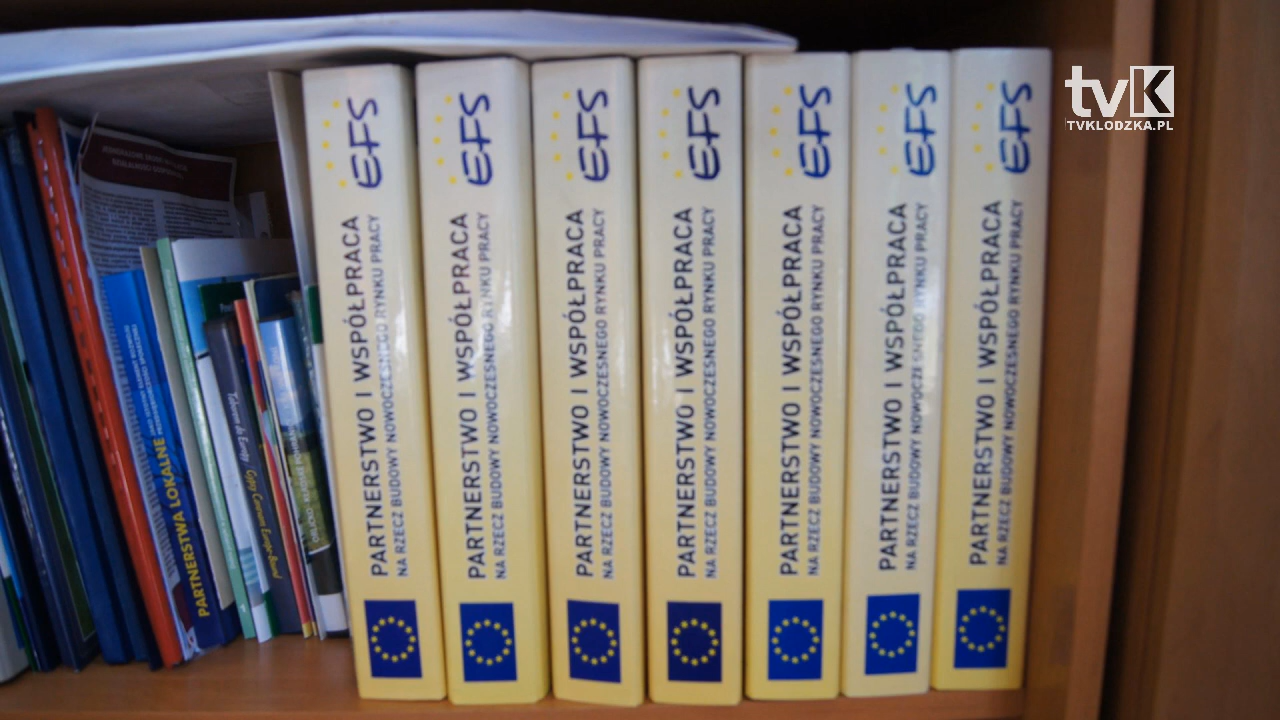 tvK
TVKLODZKA.PL
PARTNERSTWA LOKALNE
EFS
PARTNERSTWO I WSPÓŁPRACA
NA RZECZ BUDOWY NOWOCZESNEGO RYNKU PRACY
EFS
PARTNERSTWO I WSPÓŁPRACA
NA RZECZ BUDOWY NOWOCZESNEGO RYNKU PRACY
EFS
PARTNERSTWO I WSPÓŁPRACA
NA RZECZ BUDOWY NOWOCZESNEGO RYNKU PRACY
EFS
PARTNERSTWO I WSPÓŁPRACA
NA RZECZ BUDOWY NOWOCZESNEGO RYNKU PRACY
EFS
PARTNERSTWO I WSPÓŁPRACA
NA RZECZ BUDOWY NOWOCZESNEGO RYNKU PRACY
EFS
PARTNERSTWO I WSPÓŁPRACA
NA RZECZ BUDOWY NOWOCZESNEGO RYNKU PRACY
EFS
PARTNERSTWO I WSPÓŁPRACA
NA RZECZ BUDOWY NOWOCZESNEGO RYNKU PRACY